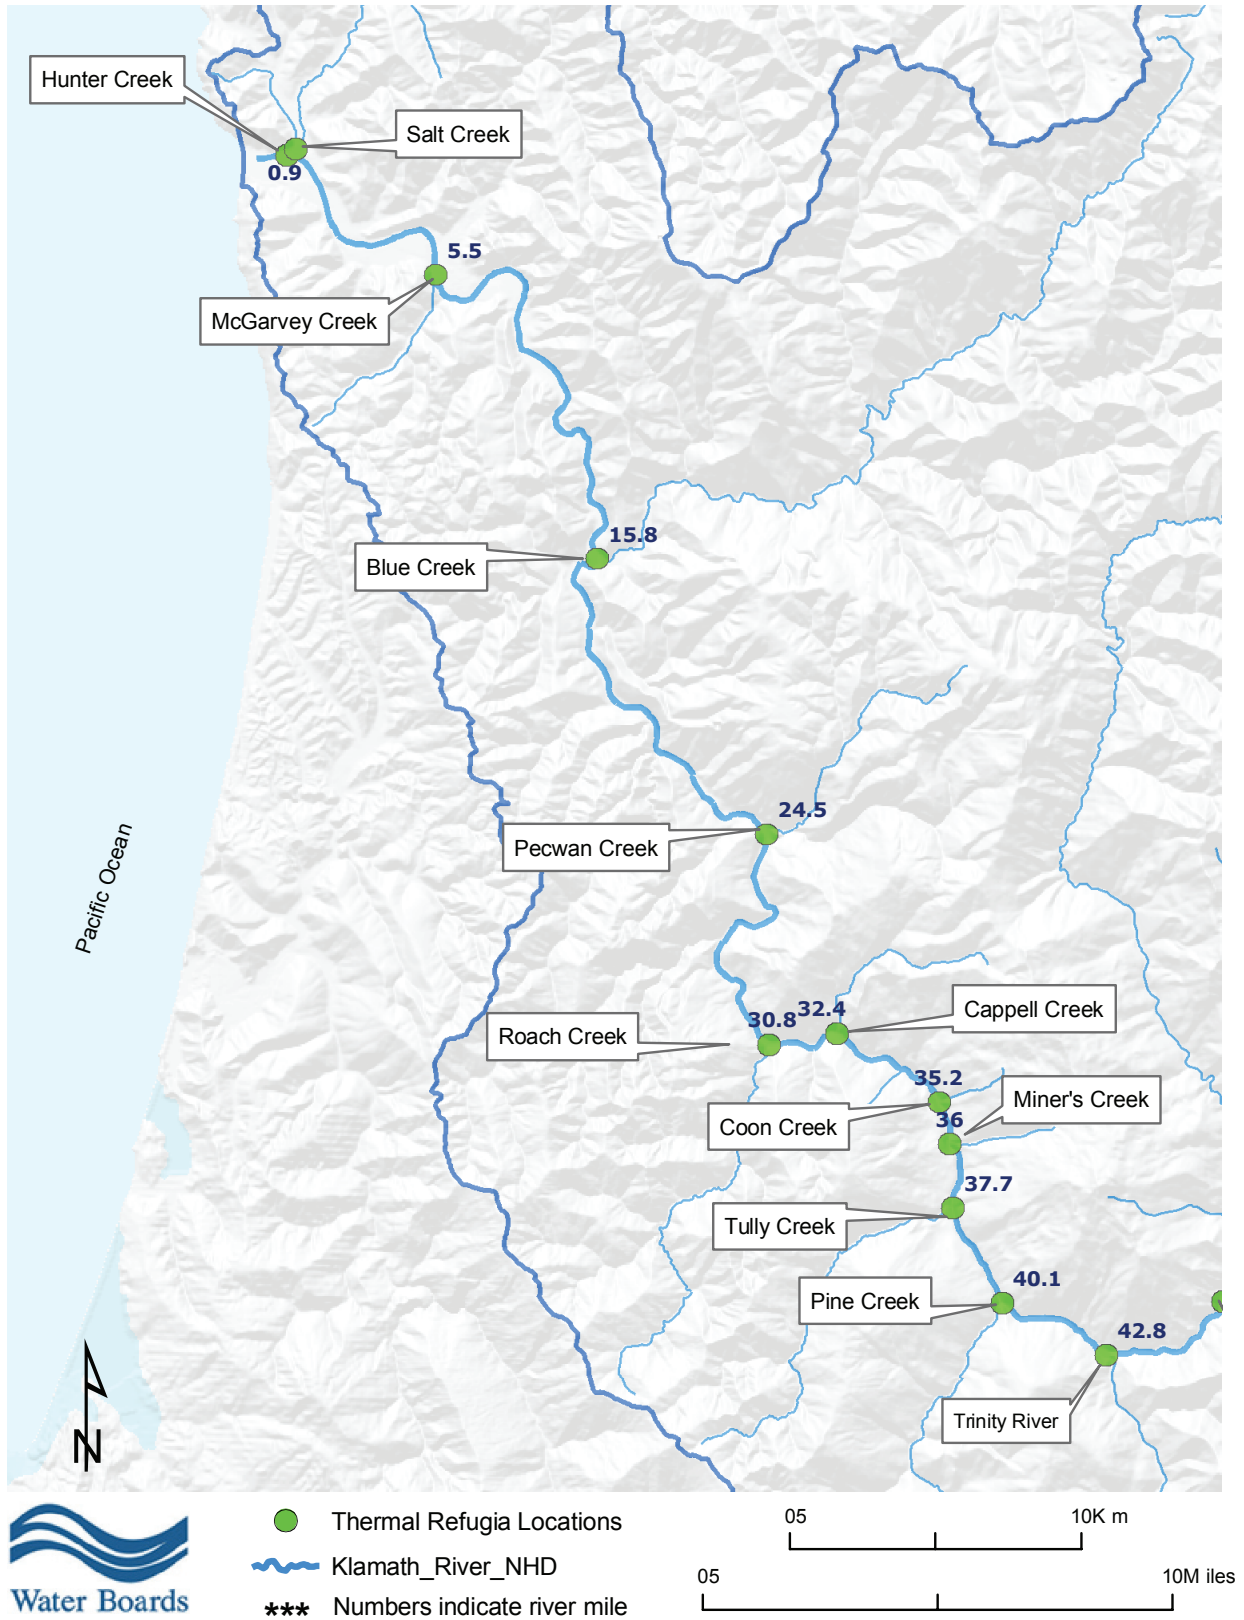 Hunter Creek
Salt Creek
0.9
5.5
McGarvey Creek
15.8
Blue Creek
24.5
Pecwan Creek
Pacific Ocean
Cappell Creek
32.4
30.8
Roach Creek
35.2
Miner's Creek
Coon Creek
36
37.7
Tully Creek
40.1
Pine Creek
42.8
Trinity River
N
Thermal Refugia Locations
05 10K m
Klamath_River_NHD
05 10M iles
Water Boards
*** Numbers indicate river mile